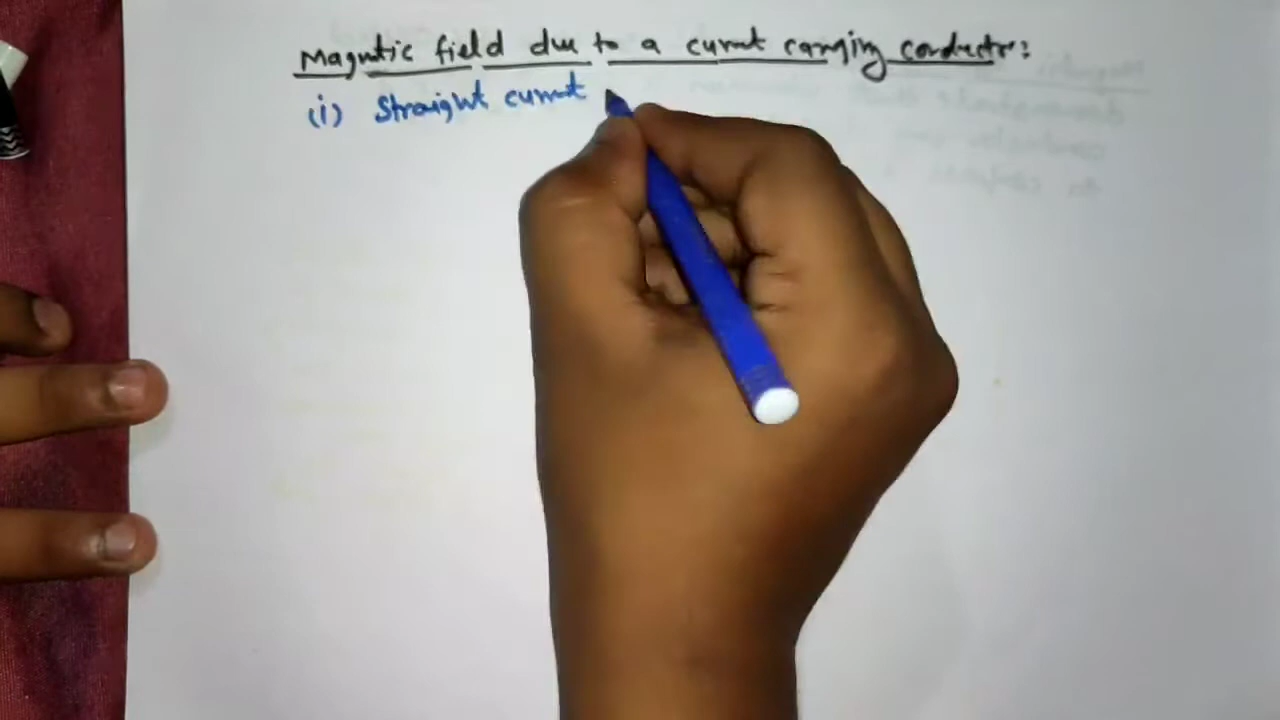 Magnetic field due to a current carrying conductor:
(i) Straight current